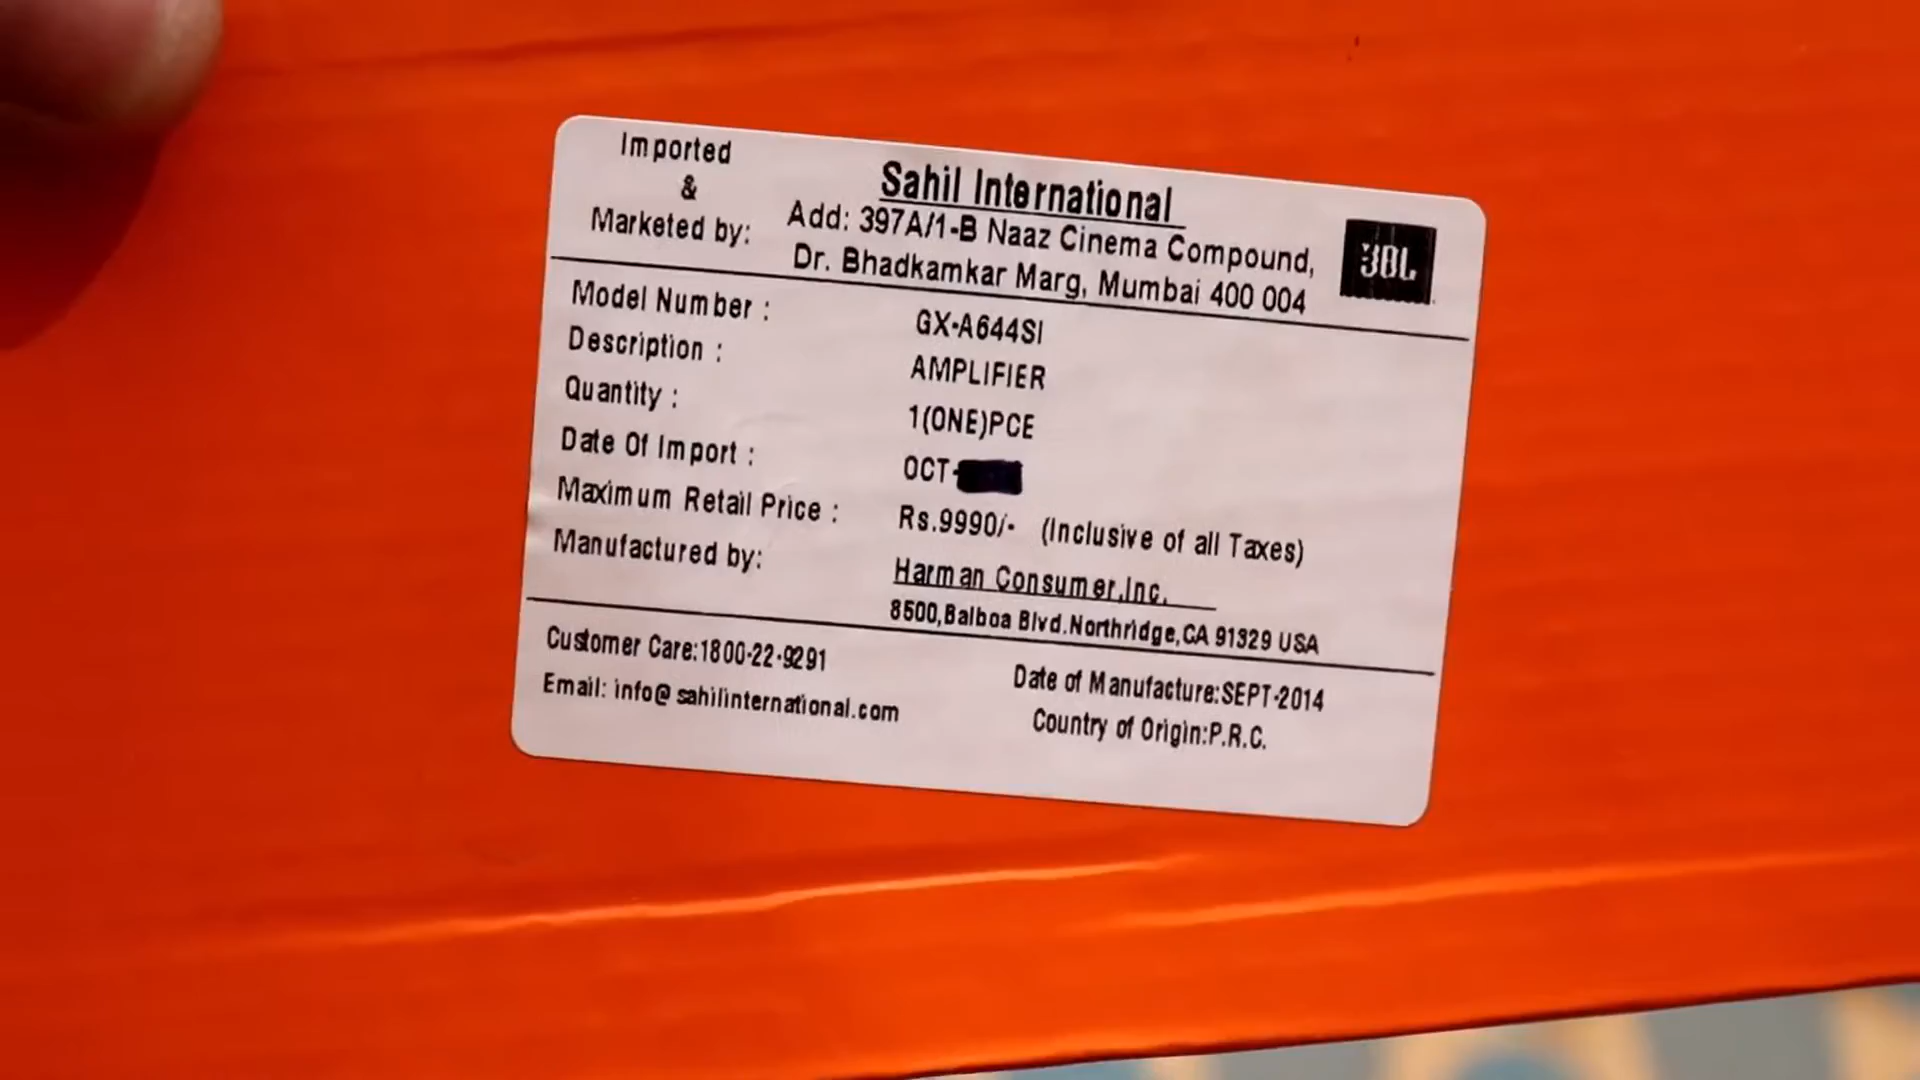 Imported
&
Marketed by:
Sahil International
Add: 397A/1-B Naaz Cinema Compound,
Dr. Bhadkamkar Marg, Mumbai 400 004
JBL
Model Number : GX-A644SI
Description : AMPLIFIER
Quantity : 1(ONE)PCE
Date Of Import : OCT-
Maximum Retail Price : Rs.9990/- (Inclusive of all Taxes)
Manufactured by: Harman Consumer,Inc.
8500,Balboa Blvd.Northridge,CA 91329 USA
Customer Care:1800-22-9291
Email: info@sahilinternational.com
Date of Manufacture:SEPT-2014
Country of Origin:P.R.C.